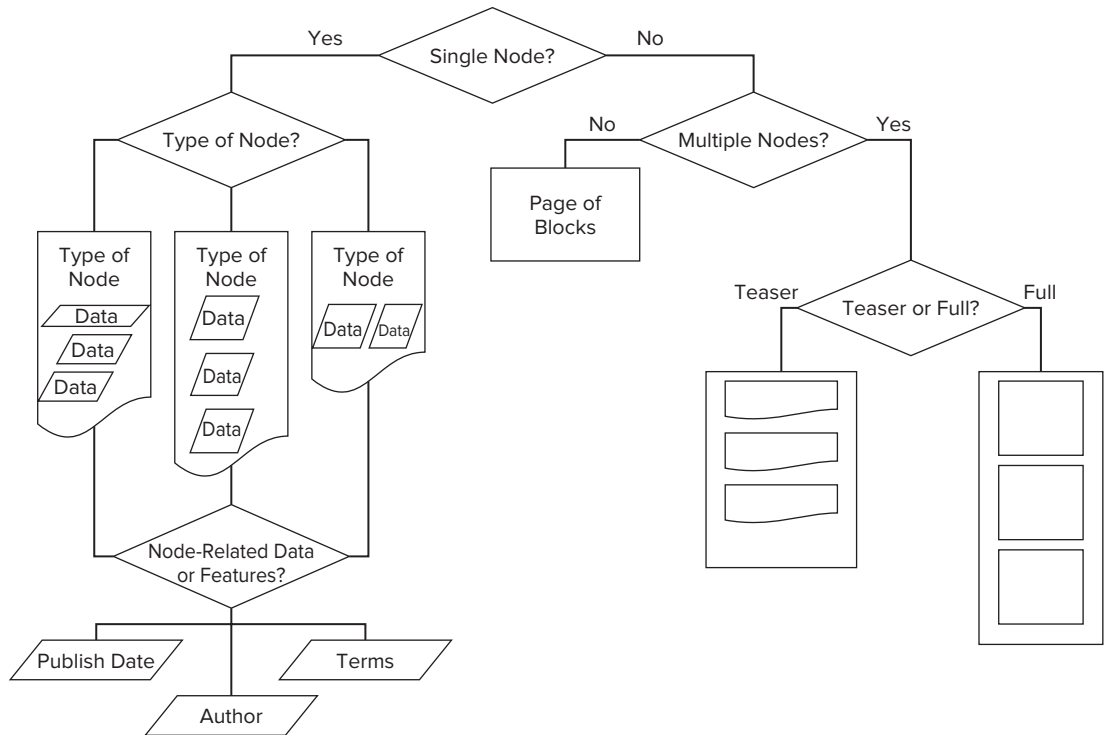 Yes
Single Node?
No
Type of Node?
No
Multiple Nodes?
Yes
Page of
Blocks
Type of
Node
Data
Data
Data
Type of
Node
Data
Data
Data
Type of
Node
Data
Data
Teaser
Teaser or Full?
Full
Node-Related Data
or Features?
Publish Date
Terms
Author